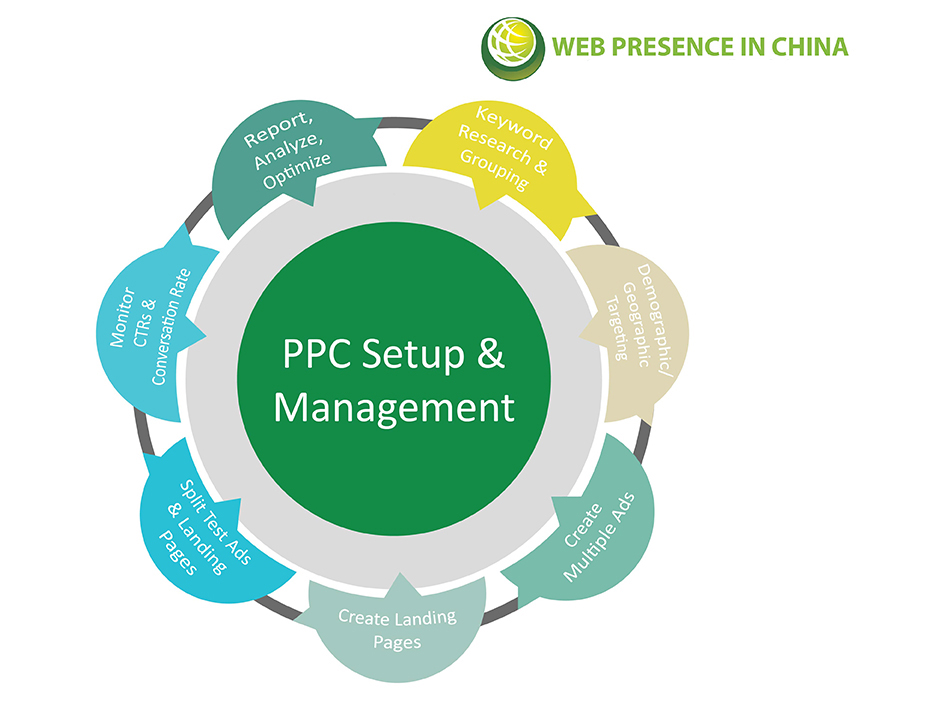 WEB PRESENCE IN CHINA
Keyword
Research &
Grouping
Demographic/
Geographic
Targeting
Create
Multiple Ads
Create Landing
Pages
Split Test Ads
& Landing
Pages
Monitor
CTRs &
Conversation Rate
Report,
Analyze,
Optimize
PPC Setup &
Management